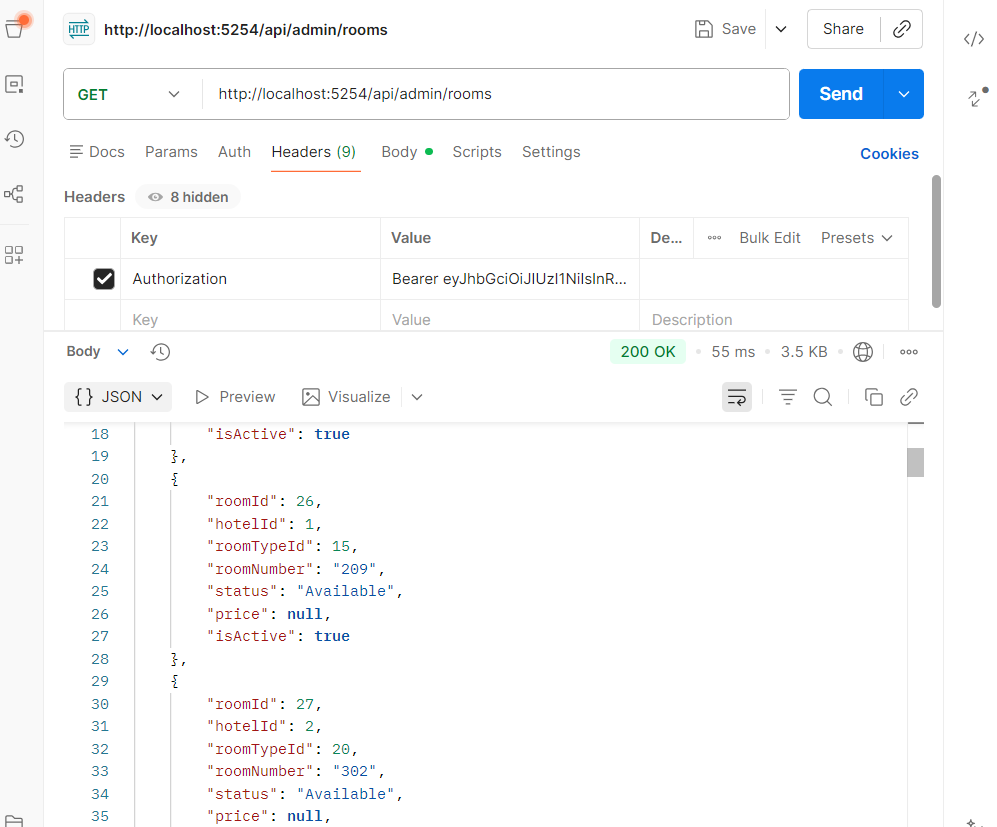 HTTP http://localhost:5254/api/admin/rooms Save Share
GET http://localhost:5254/api/admin/rooms Send
Docs Params Auth Headers (9) Body Scripts Settings Cookies
Headers 8 hidden
Key Value De... Bulk Edit Presets
Authorization Bearer eyJhbGciOiJIUzI1NiIsInR...
Key Value Description
Body 200 OK 55 ms 3.5 KB
{} JSON Preview Visualize
18 "isActive": true
19 },
20 {
21 "roomId": 26,
22 "hotelId": 1,
23 "roomTypeId": 15,
24 "roomNumber": "209",
25 "status": "Available",
26 "price": null,
27 "isActive": true
28 },
29 {
30 "roomId": 27,
31 "hotelId": 2,
32 "roomTypeId": 20,
33 "roomNumber": "302",
34 "status": "Available",
35 "price": null,